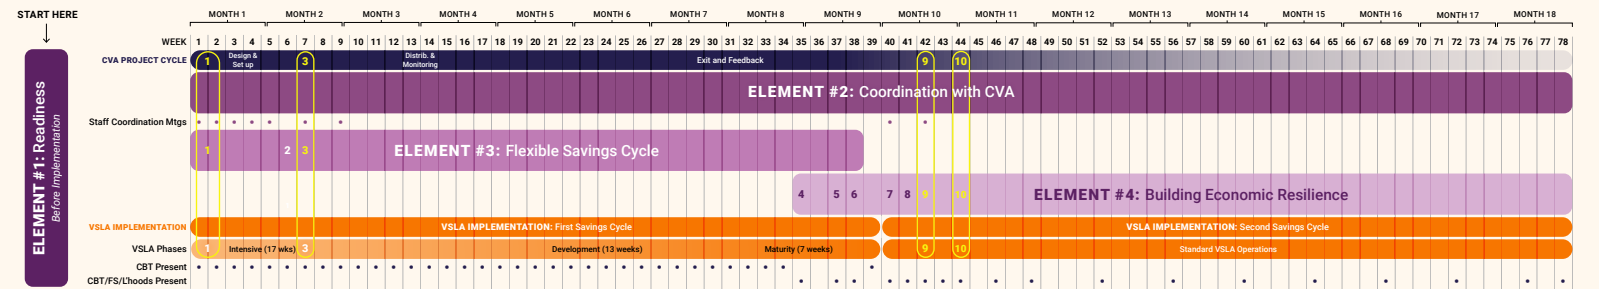 START HERE
MONTH 1 MONTH 2 MONTH 3 MONTH 4 MONTH 5 MONTH 6 MONTH 7 MONTH 8 MONTH 9 MONTH 10 MONTH 11 MONTH 12 MONTH 13 MONTH 14 MONTH 15 MONTH 16 MONTH 17 MONTH 18
WEEK 1 2 3 4 5 6 7 8 9 10 11 12 13 14 15 16 17 18 19 20 21 22 23 24 25 26 27 28 29 30 31 32 33 34 35 36 37 38 39 40 41 42 43 44 45 46 47 48 49 50 51 52 53 54 55 56 57 58 59 60 61 62 63 64 65 66 67 68 69 70 71 72 73 74 75 76 77 78
ELEMENT #1: Readiness
Before Implementation
CVA PROJECT CYCLE 1 Design & 3 Distrib. & Exit and Feedback 9 10
Set up Monitoring
ELEMENT #2: Coordination with CVA
Staff Coordination Mtgs
1 2 3 ELEMENT #3: Flexible Savings Cycle
4 5 6 7 8 9 10 ELEMENT #4: Building Economic Resilience
VSLA IMPLEMENTATION VSLA IMPLEMENTATION: First Savings Cycle VSLA IMPLEMENTATION: Second Savings Cycle
VSLA Phases 1 Intensive (17 wks) 3 Development (13 weeks) Maturity (7 weeks) 9 10 Standard VSLA Operations
CBT Present
CBT/FS/L'hoods Present